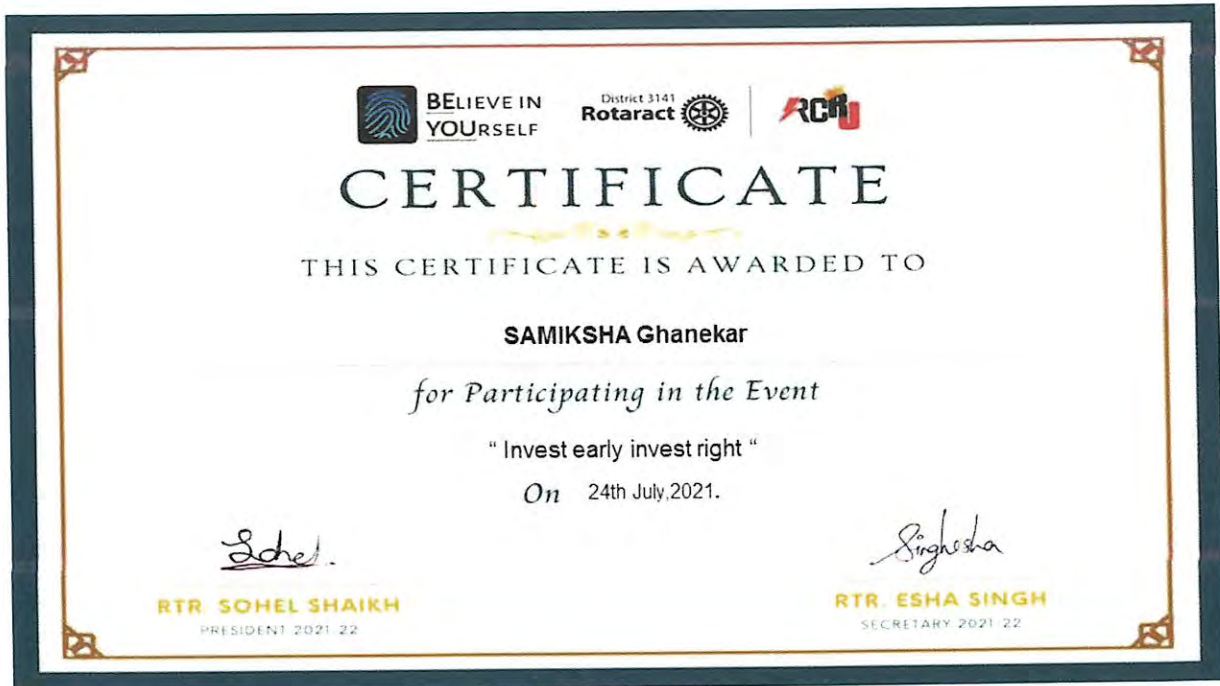 BELIEVE IN
YOURSELF
District 3141
Rotaract
RCRU
CERTIFICATE
THIS CERTIFICATE IS AWARDED TO
SAMIKSHA Ghanekar
for Participating in the Event
“ Invest early invest right “
On 24th July,2021.
Sohel.
Singhesha
RTR. SOHEL SHAIKH
RTR. ESHA SINGH
PRESIDENT 2021-22
SECRETARY 2021-22